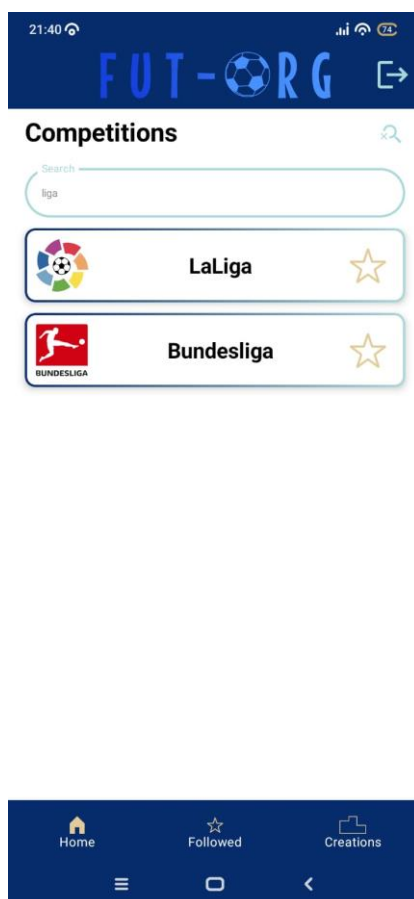 21:40
74
FUT-ORG
Competitions
Search
liga
LaLiga
Bundesliga
BUNDESLIGA
Home
Followed
Creations